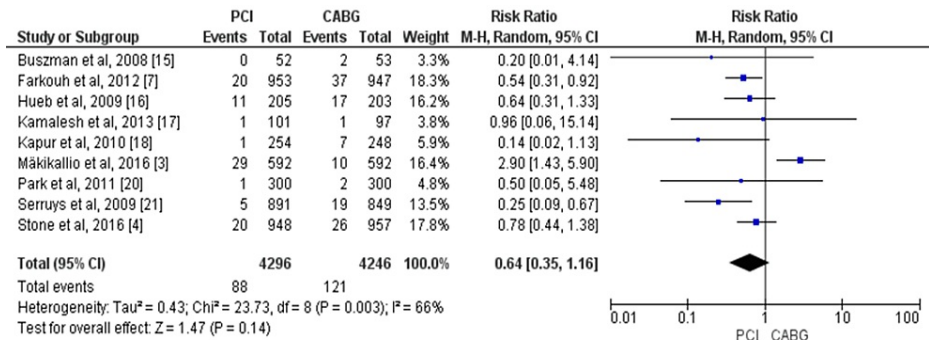 PCI CABG Risk Ratio Risk Ratio
Study or Subgroup Events Total Events Total Weight M-H, Random, 95% CI M-H, Random, 95% CI
Buszman et al, 2008 [15] 0 52 2 53 3.3% 0.20 [0.01, 4.14]
Farkouh et al, 2012 [7] 20 953 37 947 18.2% 0.54 [0.31, 0.92]
Hueb et al, 2009 [16] 11 205 17 203 16.2% 0.64 [0.31, 1.33]
Kamalesh et al, 2013 [17] 1 101 1 97 3.8% 0.96 [0.06, 15.14]
Kapur et al, 2010 [18] 1 254 7 248 5.9% 0.14 [0.02, 1.13]
Mäkikallio et al, 2016 [3] 29 592 10 592 16.4% 2.90 [1.43, 5.90]
Park et al, 2011 [20] 1 300 2 300 4.8% 0.50 [0.05, 5.48]
Serruys et al, 2009 [21] 5 891 19 849 13.5% 0.25 [0.09, 0.67]
Stone et al, 2016 [4] 20 948 26 957 17.8% 0.78 [0.44, 1.38]
Total (95% CI) 4296 4246 100.0% 0.64 [0.35, 1.16]
Total events 88 121
Heterogeneity: Tau² = 0.43; Chi² = 23.73, df = 8 (P = 0.003); I² = 66%
Test for overall effect: Z = 1.47 (P = 0.14)
0.01 0.1 1 10 100
PCI CABG